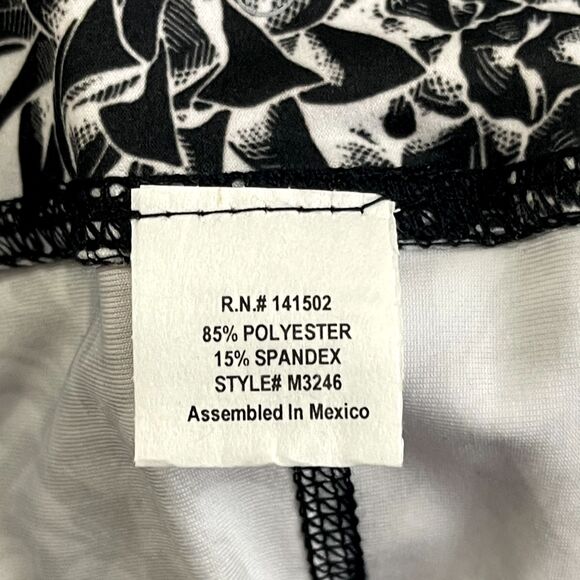 R.N.# 141502
85% POLYESTER
15% SPANDEX
STYLE# M3246
Assembled In Mexico